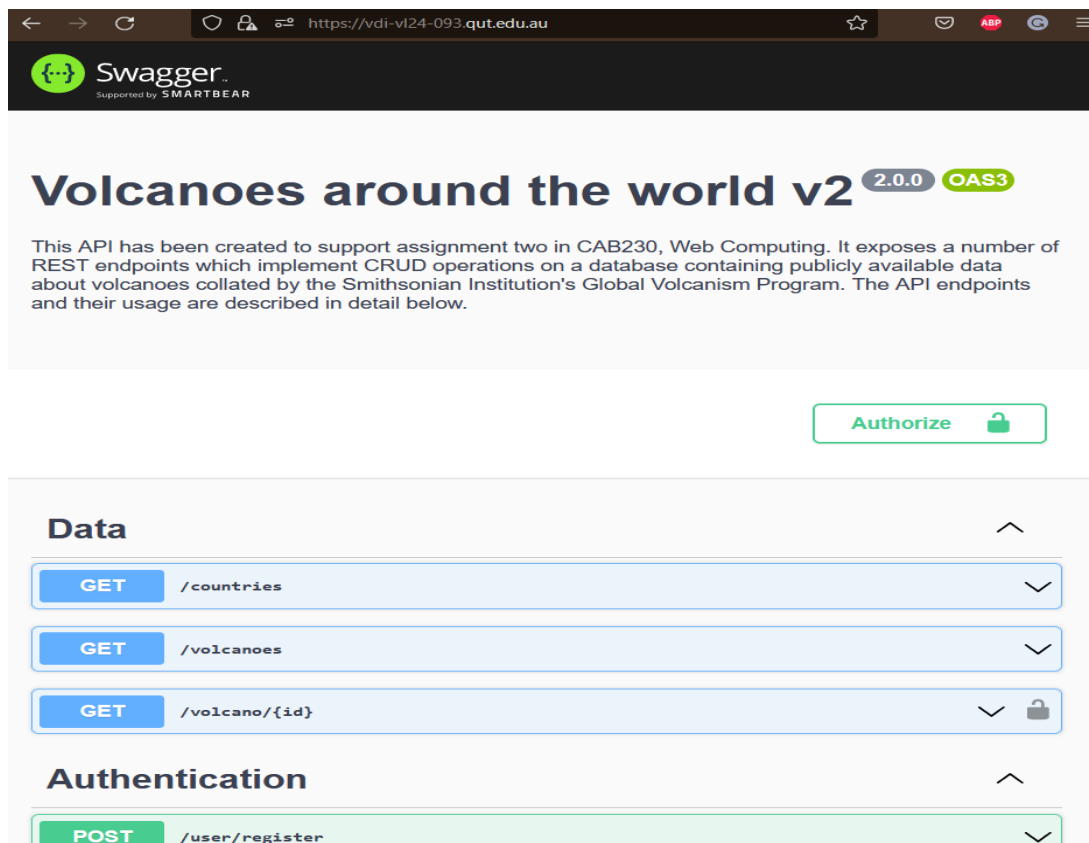 https://vdi-vl24-093.qut.edu.au
ABP
Swagger
Supported by SMARTBEAR
Volcanoes around the world v2 2.0.0 OAS3
This API has been created to support assignment two in CAB230, Web Computing. It exposes a number of
REST endpoints which implement CRUD operations on a database containing publicly available data
about volcanoes collated by the Smithsonian Institution's Global Volcanism Program. The API endpoints
and their usage are described in detail below.
Authorize
Data
GET /countries
GET /volcanoes
GET /volcano/{id}
Authentication
POST /user/register